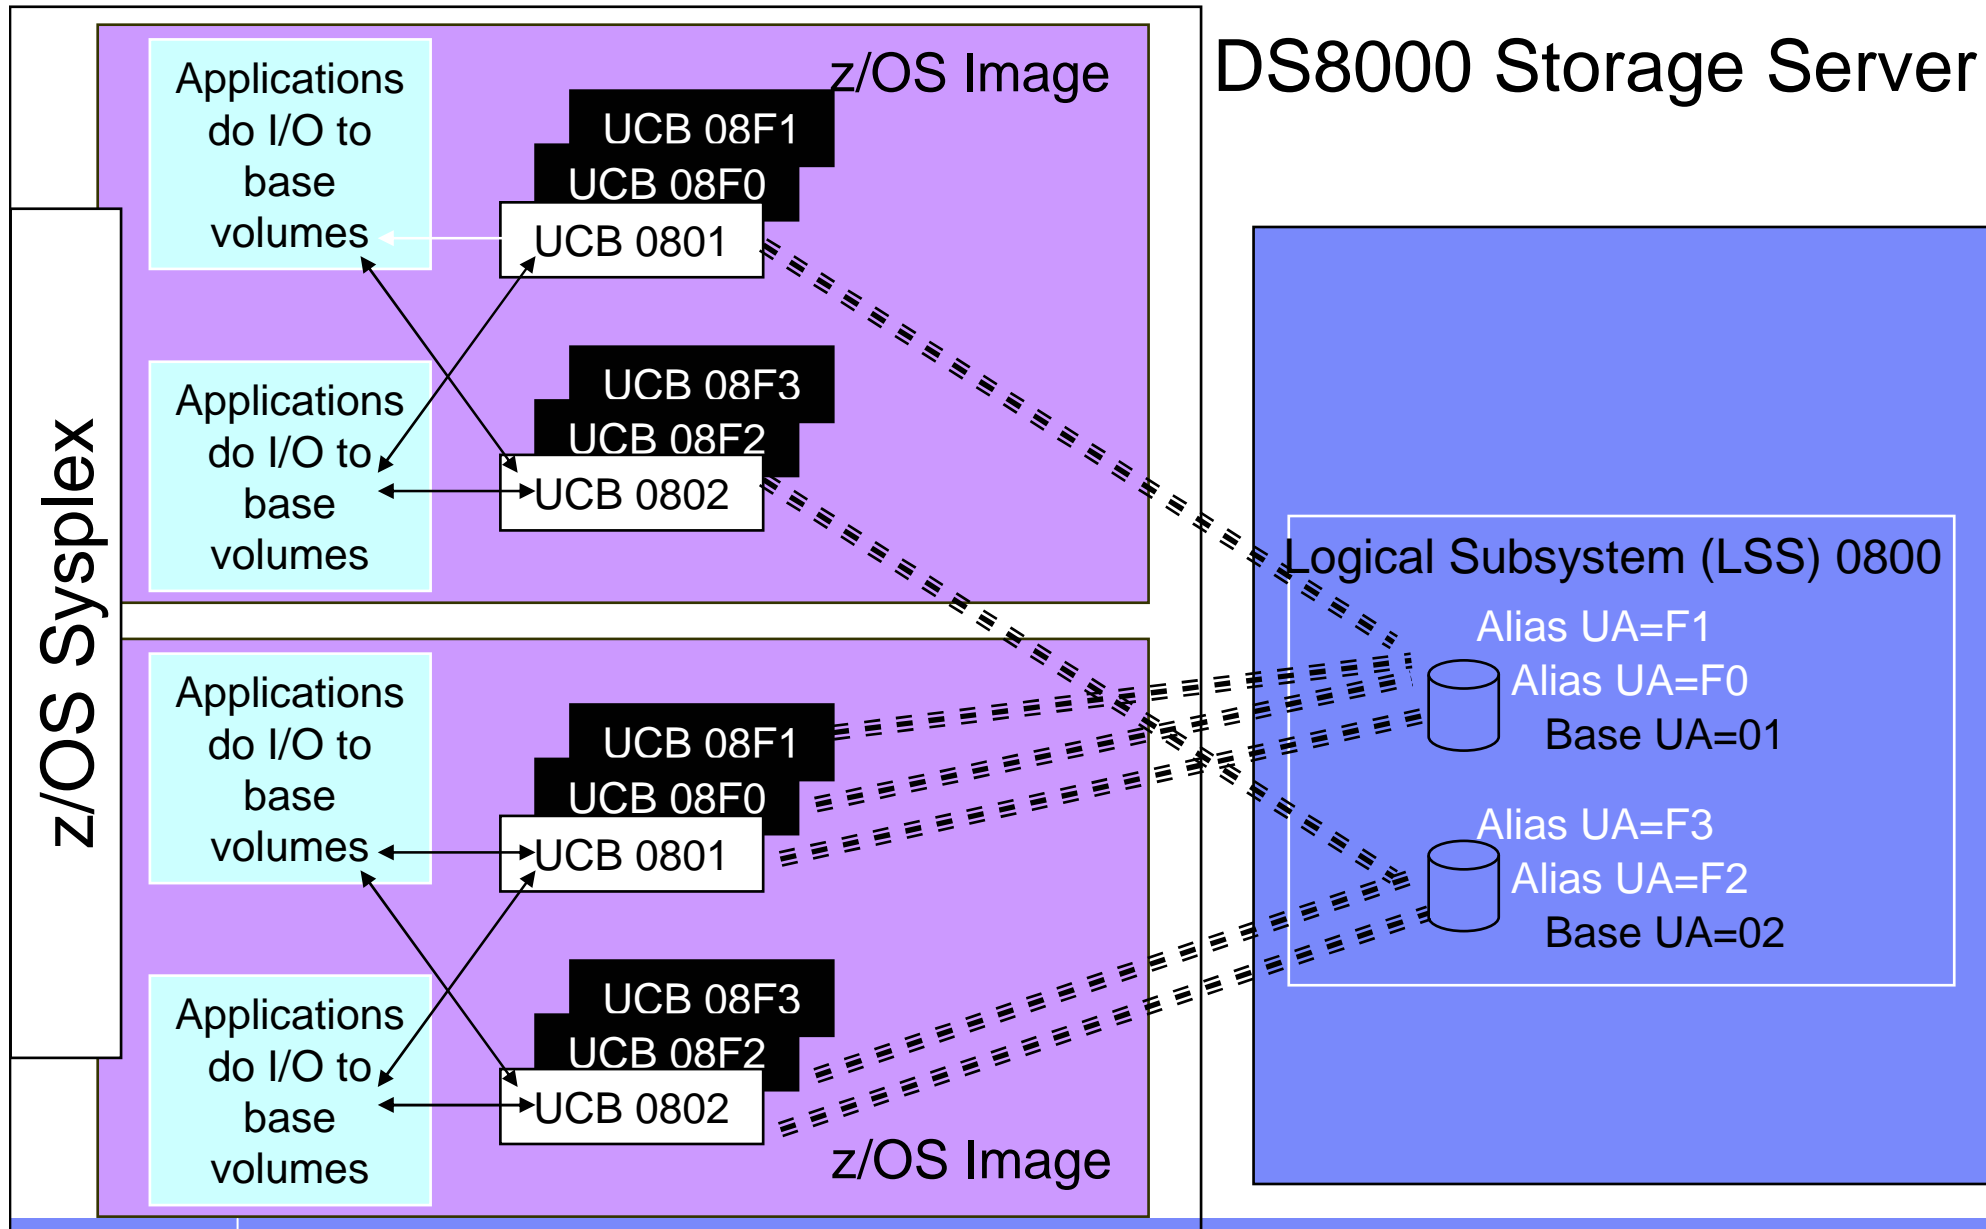 DS8000 Storage Server
z/OS Sysplex
z/OS Image
Applications
do I/O to
base
volumes
UCB 08F1
UCB 08F0
UCB 0801
Applications
do I/O to
base
volumes
UCB 08F3
UCB 08F2
UCB 0802
Applications
do I/O to
base
volumes
UCB 08F1
UCB 08F0
UCB 0801
Applications
do I/O to
base
volumes
UCB 08F3
UCB 08F2
UCB 0802
z/OS Image
Logical Subsystem (LSS) 0800
Alias UA=F1
Alias UA=F0
Base UA=01
Alias UA=F3
Alias UA=F2
Base UA=02